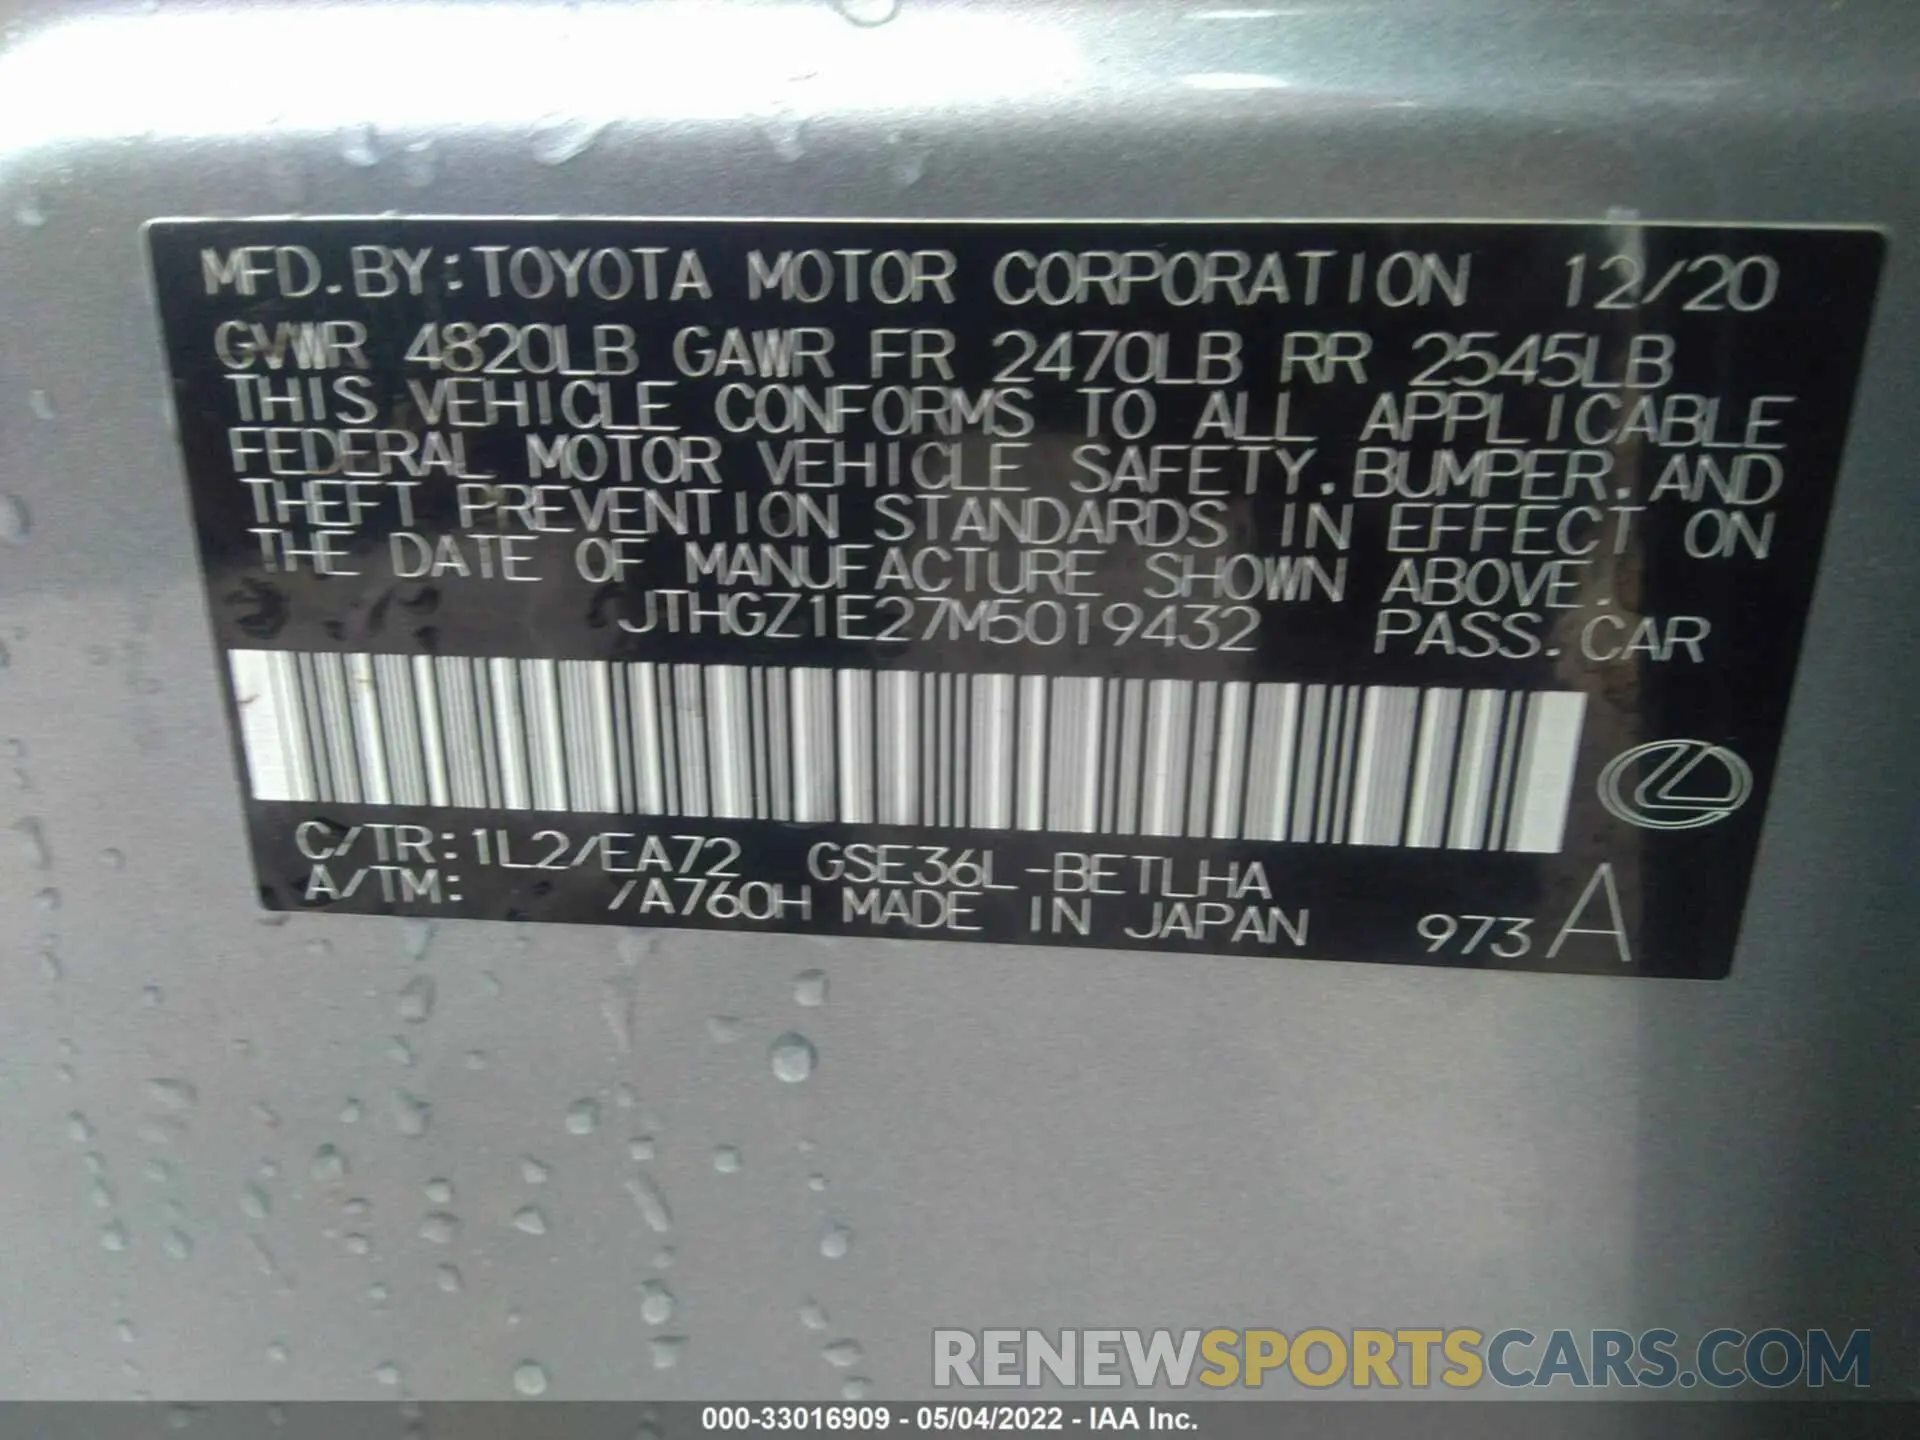 MFD.BY:TOYOTA MOTOR CORPORATION 12/20
GVWR 4820LB GAWR FR 2470LB RR 2545LB
THIS VEHICLE CONFORMS TO ALL APPLICABLE
FEDERAL MOTOR VEHICLE SAFETY.BUMPER.AND
THEFT PREVENTION STANDARDS IN EFFECT ON
THE DATE OF MANUFACTURE SHOWN ABOVE.
JTHGZ1E27M5019432 PASS.CAR
C/TR:1L2/EA72 GSE36L-BETLHA
A/TM: /A760H MADE IN JAPAN 973A
RENEWSPORTSCARS.COM
000-33016909 - 05/04/2022 - IAA Inc.